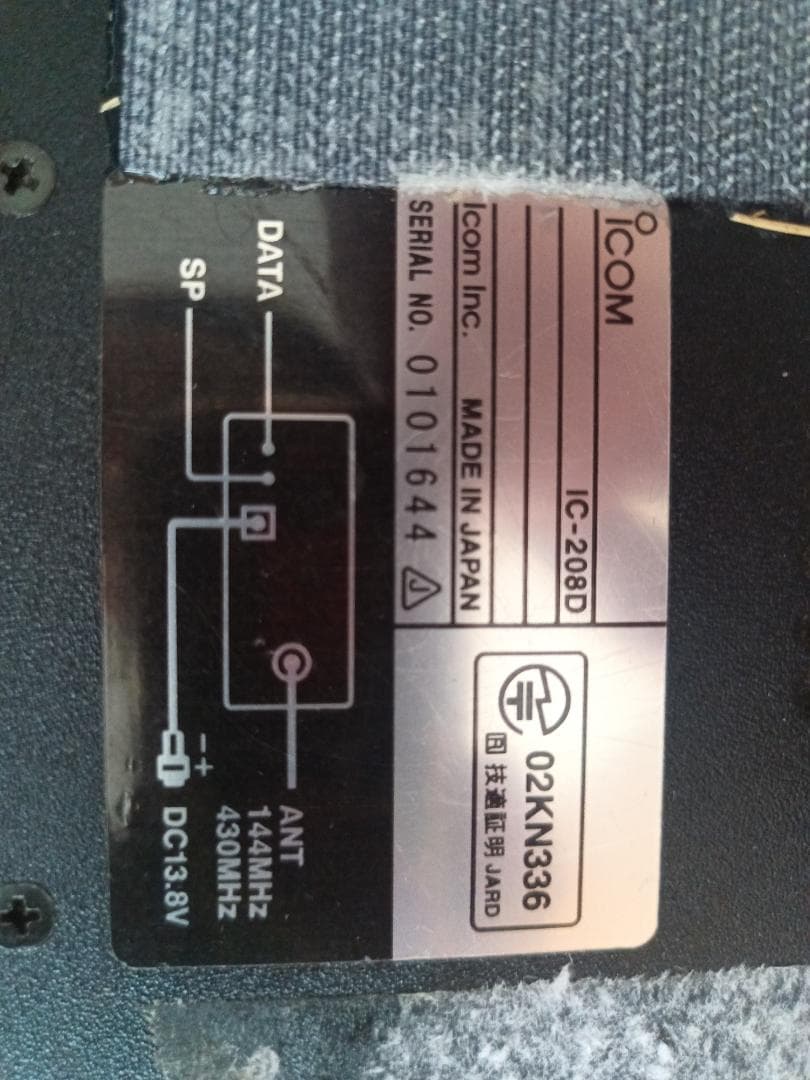 ICOM
IC-208D
Icom Inc. MADE IN JAPAN
SERIAL NO. 0101644 J
02KN336
R 技適証明 JARD
DATA
SP
ANT
144MHz
430MHz
- +
DC13.8V